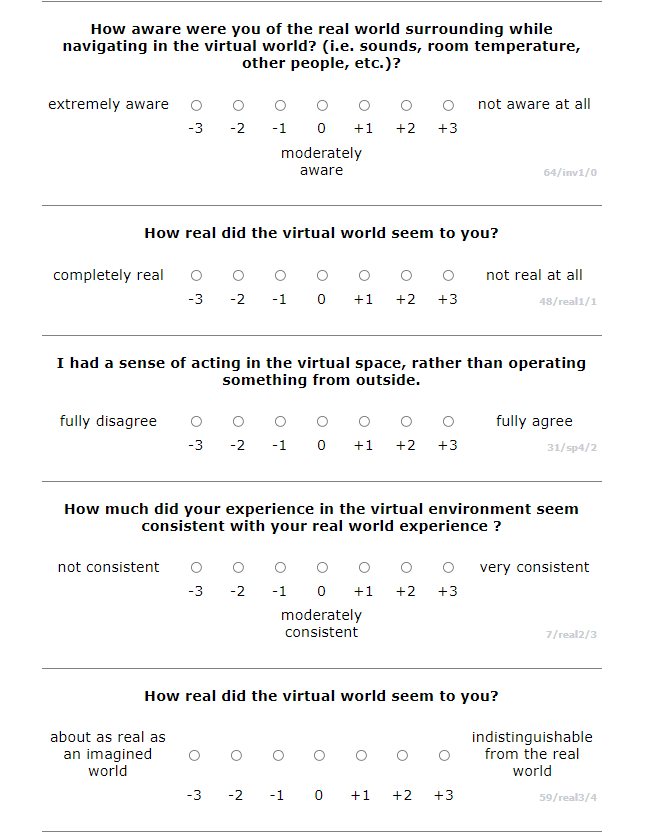 How aware were you of the real world surrounding while
navigating in the virtual world? (i.e. sounds, room temperature,
other people, etc.)?
extremely aware not aware at all
-3 -2 -1 0 +1 +2 +3
moderately
aware
64/inv1/0
How real did the virtual world seem to you?
completely real not real at all
-3 -2 -1 0 +1 +2 +3
48/real1/1
I had a sense of acting in the virtual space, rather than operating
something from outside.
fully disagree fully agree
-3 -2 -1 0 +1 +2 +3
31/sp4/2
How much did your experience in the virtual environment seem
consistent with your real world experience ?
not consistent very consistent
-3 -2 -1 0 +1 +2 +3
moderately
consistent
7/real2/3
How real did the virtual world seem to you?
about as real as
an imagined
world
indistinguishable
from the real
world
-3 -2 -1 0 +1 +2 +3
59/real3/4